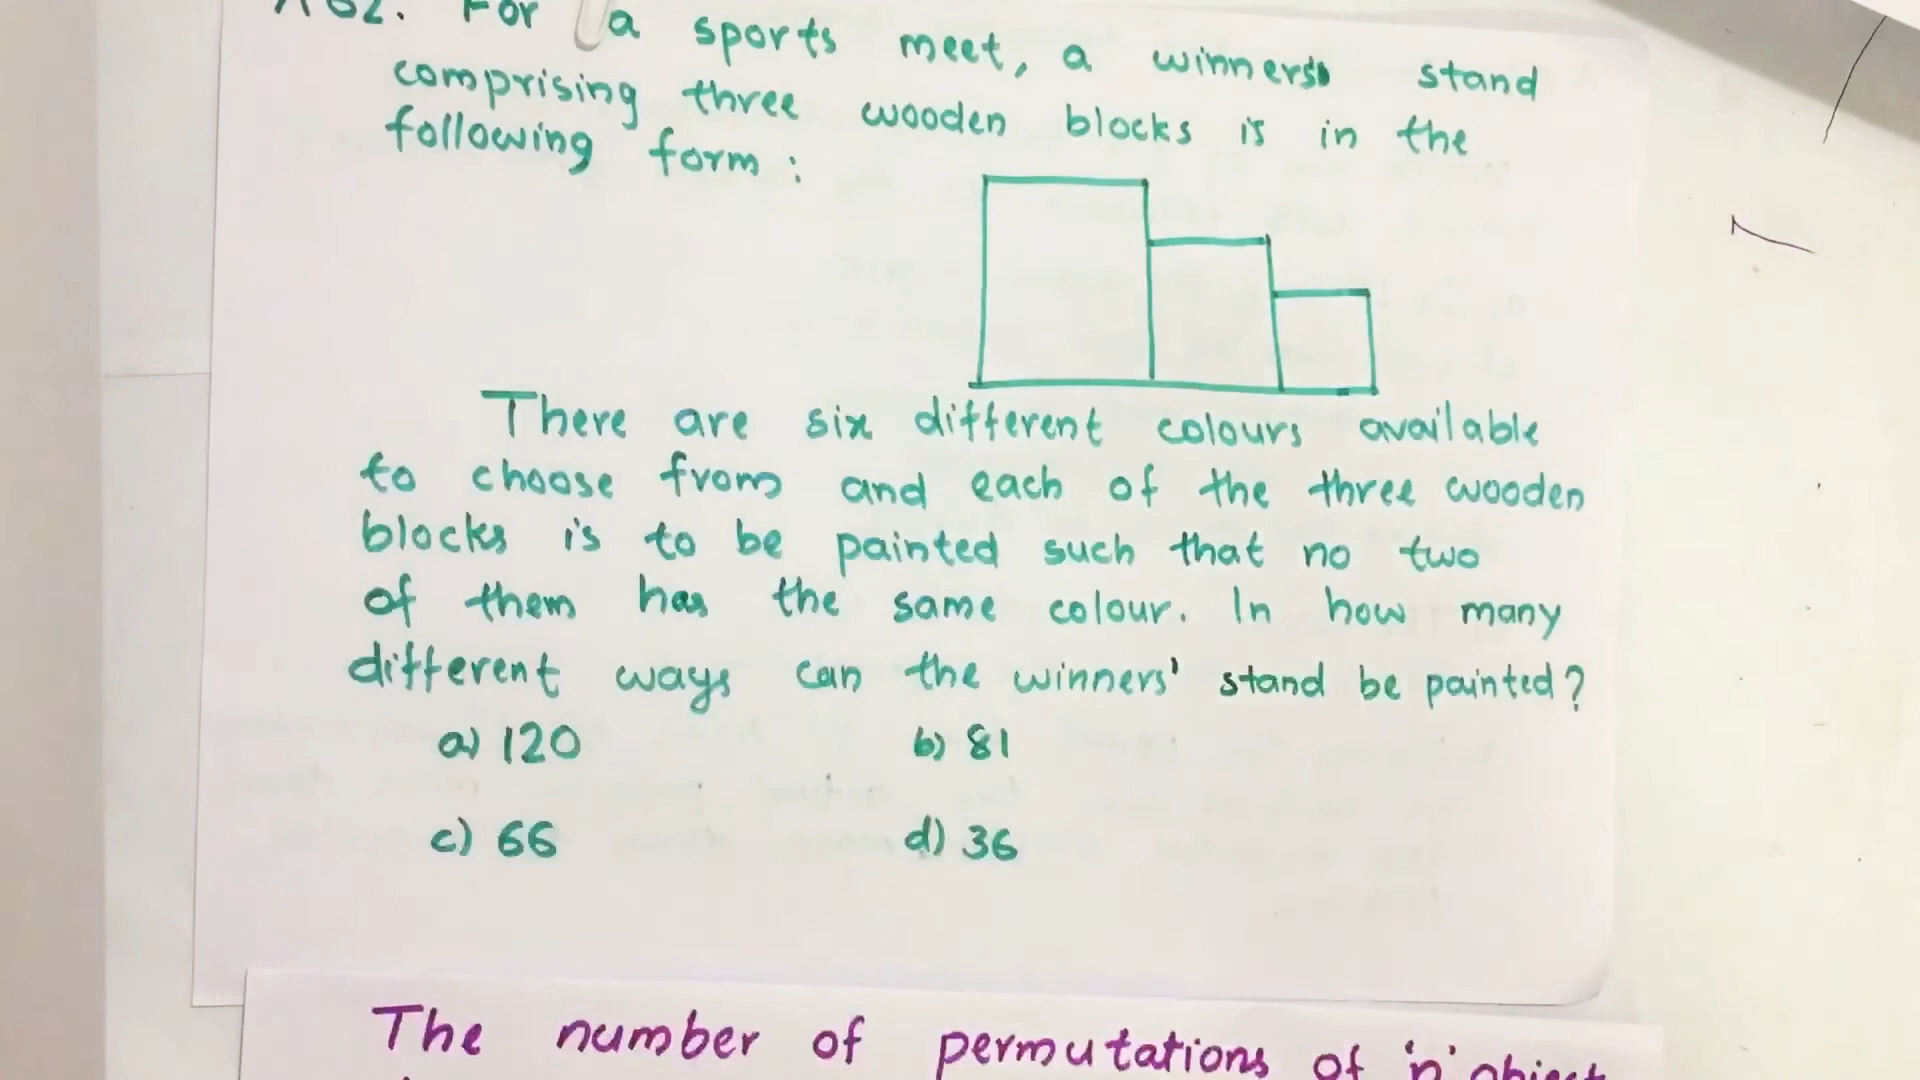 For a sports meet, a winners stand
comprising three wooden blocks is in the
following form :
There are six different colours available
to choose from and each of the three wooden
blocks is to be painted such that no two
of them has the same colour. In how many
different ways can the winners' stand be painted?
a) 120 b) 81
c) 66 d) 36
The number of permutations of 'n' object